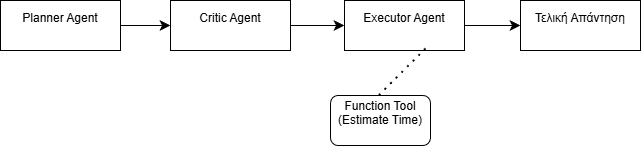 Planner Agent
Critic Agent
Executor Agent
Τελική Απάντηση
Function Tool
(Estimate Time)